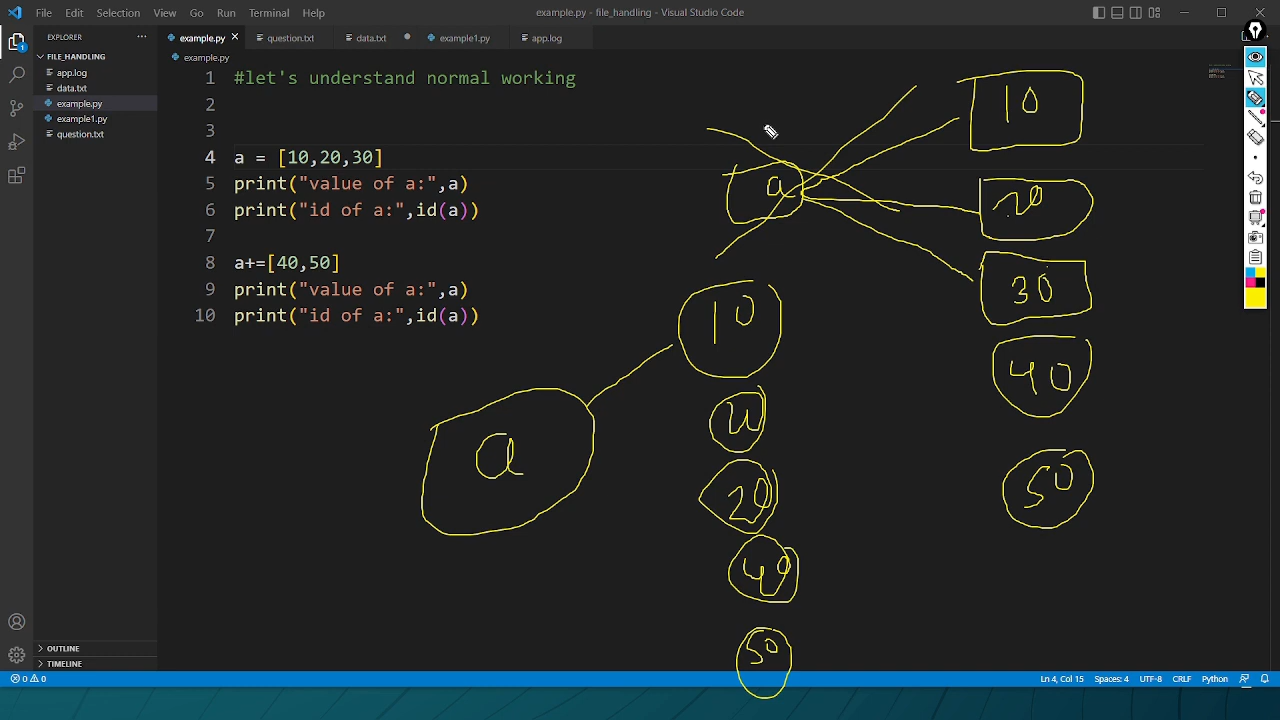 File Edit Selection View Go Run Terminal Help
example.py - file_handling - Visual Studio Code
EXPLORER
FILE_HANDLING
app.log
data.txt
example.py
example1.py
question.txt
OUTLINE
TIMELINE
example.py question.txt data.txt example1.py app.log
example.py
1 #let's understand normal working
2
3
4 a = [10,20,30]
5 print("value of a:",a)
6 print("id of a:",id(a))
7
8 a+=[40,50]
9 print("value of a:",a)
10 print("id of a:",id(a))
a
10
20
30
40
50
a
10
20
40
50
0 0
Ln 4, Col 15 Spaces: 4 UTF-8 CRLF Python
1